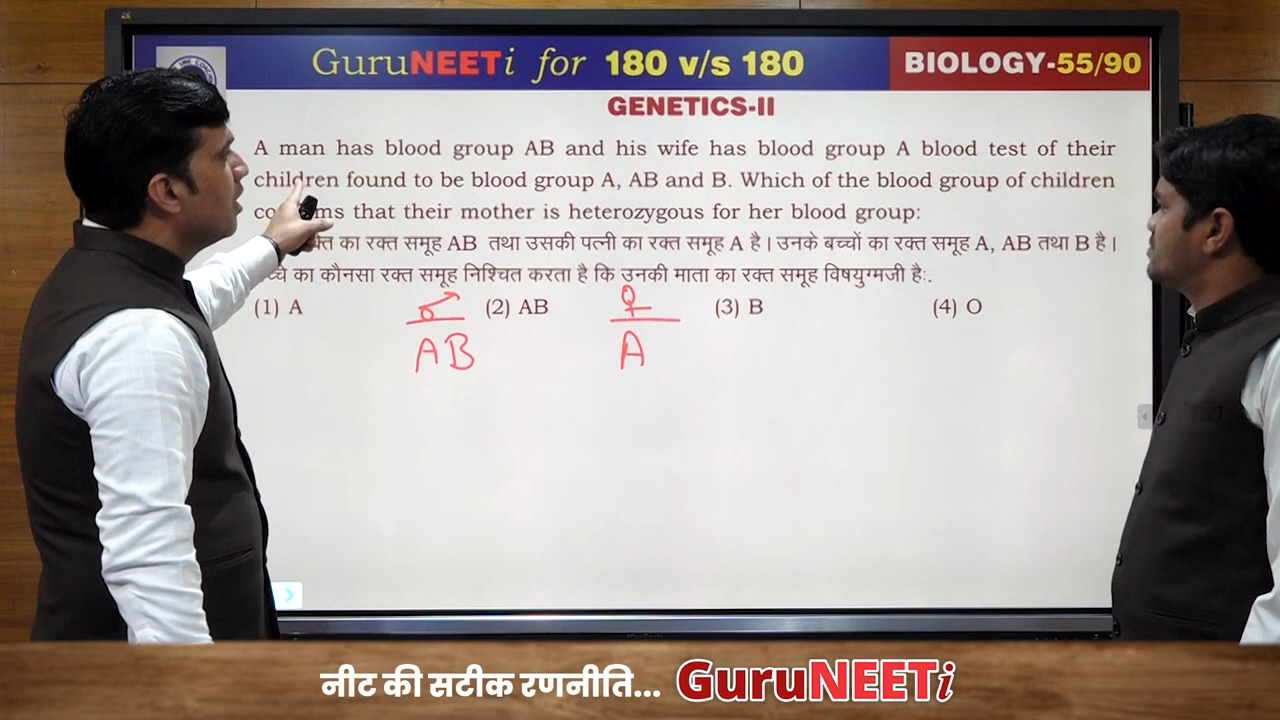 GuruNEETi for 180 v/s 180
BIOLOGY-55/90
GENETICS-II
A man has blood group AB and his wife has blood group A blood test of their
children found to be blood group A, AB and B. Which of the blood group of children
that their mother is heterozygous for her blood group:
का रक्त समूह AB तथा उसकी पत्नी का रक्त समूह A है। उनके बच्चों का रक्त समूह A, AB तथा B है।
का कौनसा रक्त समूह निश्चित करता है कि उनकी माता का रक्त समूह विषयुग्मजी हैः.
(1) A (2) AB (3) B (4) O
♂ ♀
AB A
नीट की सटीक रणनीति... GuruNEETi